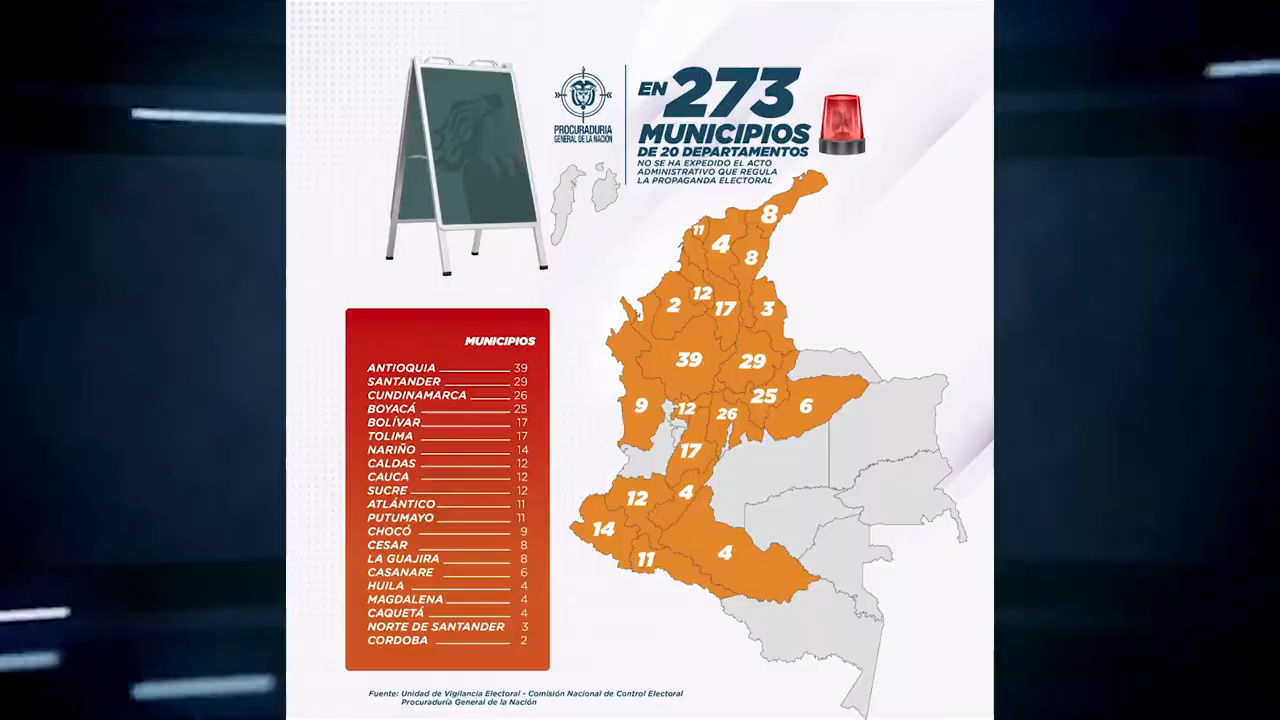 PROCURADURIA
GENERAL DE LA NACIÓN
EN 273
MUNICIPIOS
DE 20 DEPARTAMENTOS
NO SE HA EXPEDIDO EL ACTO
ADMINISTRATIVO QUE REGULA
LA PROPAGANDA ELECTORAL
8
11
4
8
2
12
17
3
39
29
9
12
26
25
6
17
12
4
14
11
4
MUNICIPIOS
ANTIOQUIA 39
SANTANDER 29
CUNDINAMARCA 26
BOYACÁ 25
BOLÍVAR 17
TOLIMA 17
NARIÑO 14
CALDAS 12
CAUCA 12
SUCRE 12
ATLÁNTICO 11
PUTUMAYO 11
CHOCÓ 9
CESAR 8
LA GUAJIRA 8
CASANARE 6
HUILA 4
MAGDALENA 4
CAQUETÁ 4
NORTE DE SANTANDER 3
CORDOBA 2
Fuente: Unidad de Vigilancia Electoral - Comisión Nacional de Control Electoral
Procuraduría General de la Nación